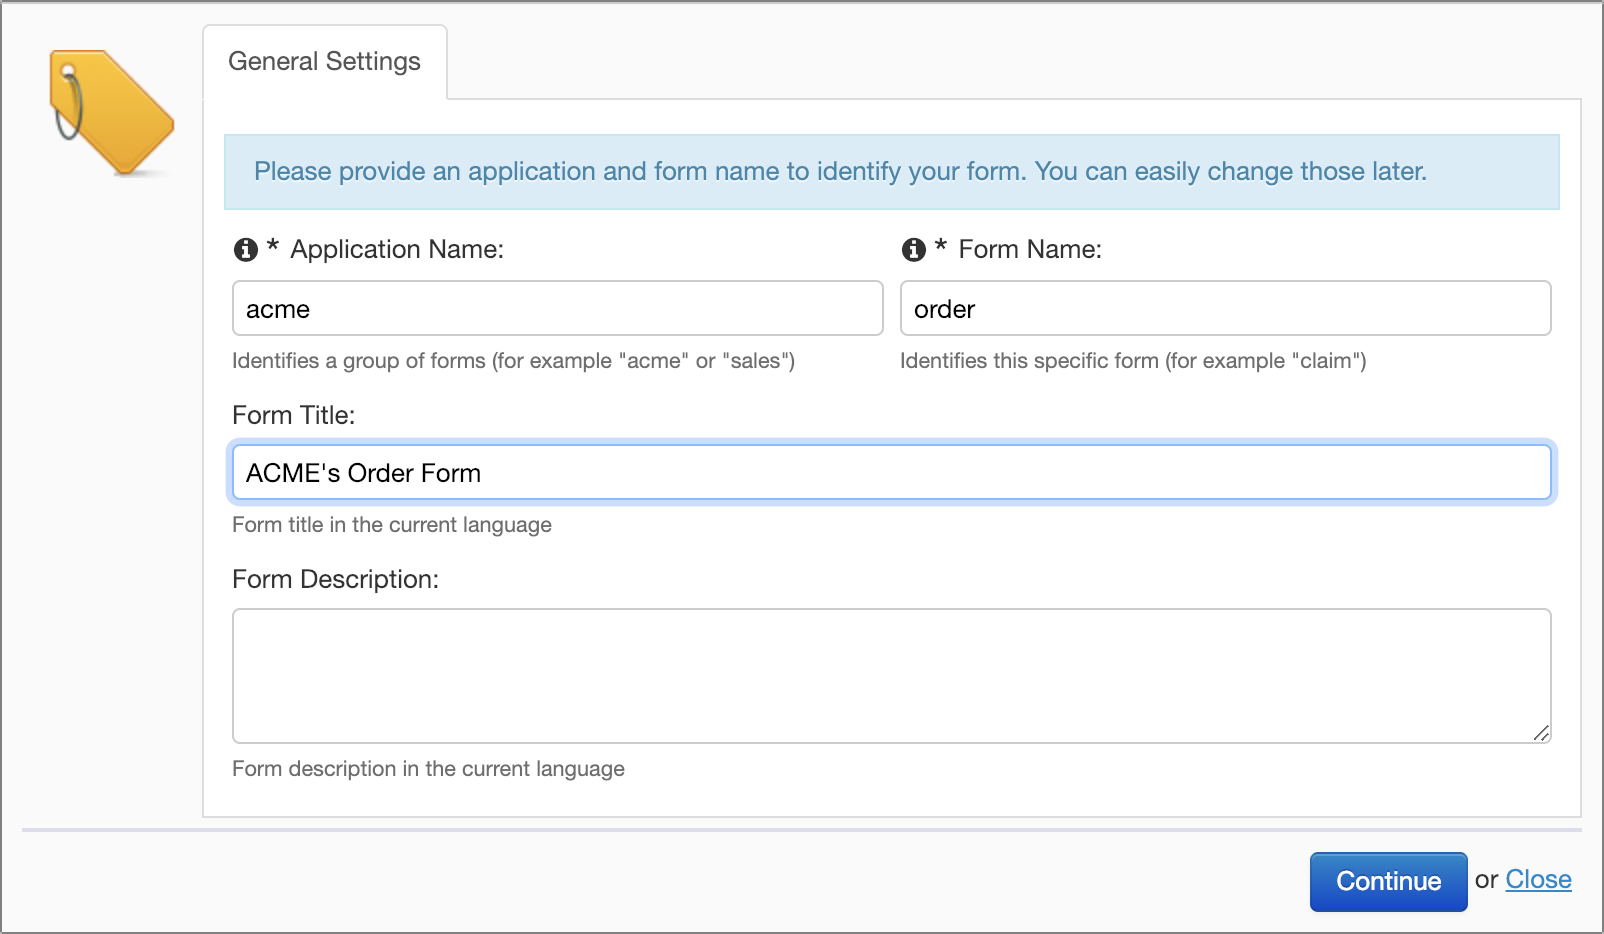 General Settings
Please provide an application and form name to identify your form. You can easily change those later.
* Application Name:
* Form Name:
acme
order
Identifies a group of forms (for example "acme" or "sales")
Identifies this specific form (for example "claim")
Form Title:
ACME's Order Form
Form title in the current language
Form Description:
Form description in the current language
Continue or Close